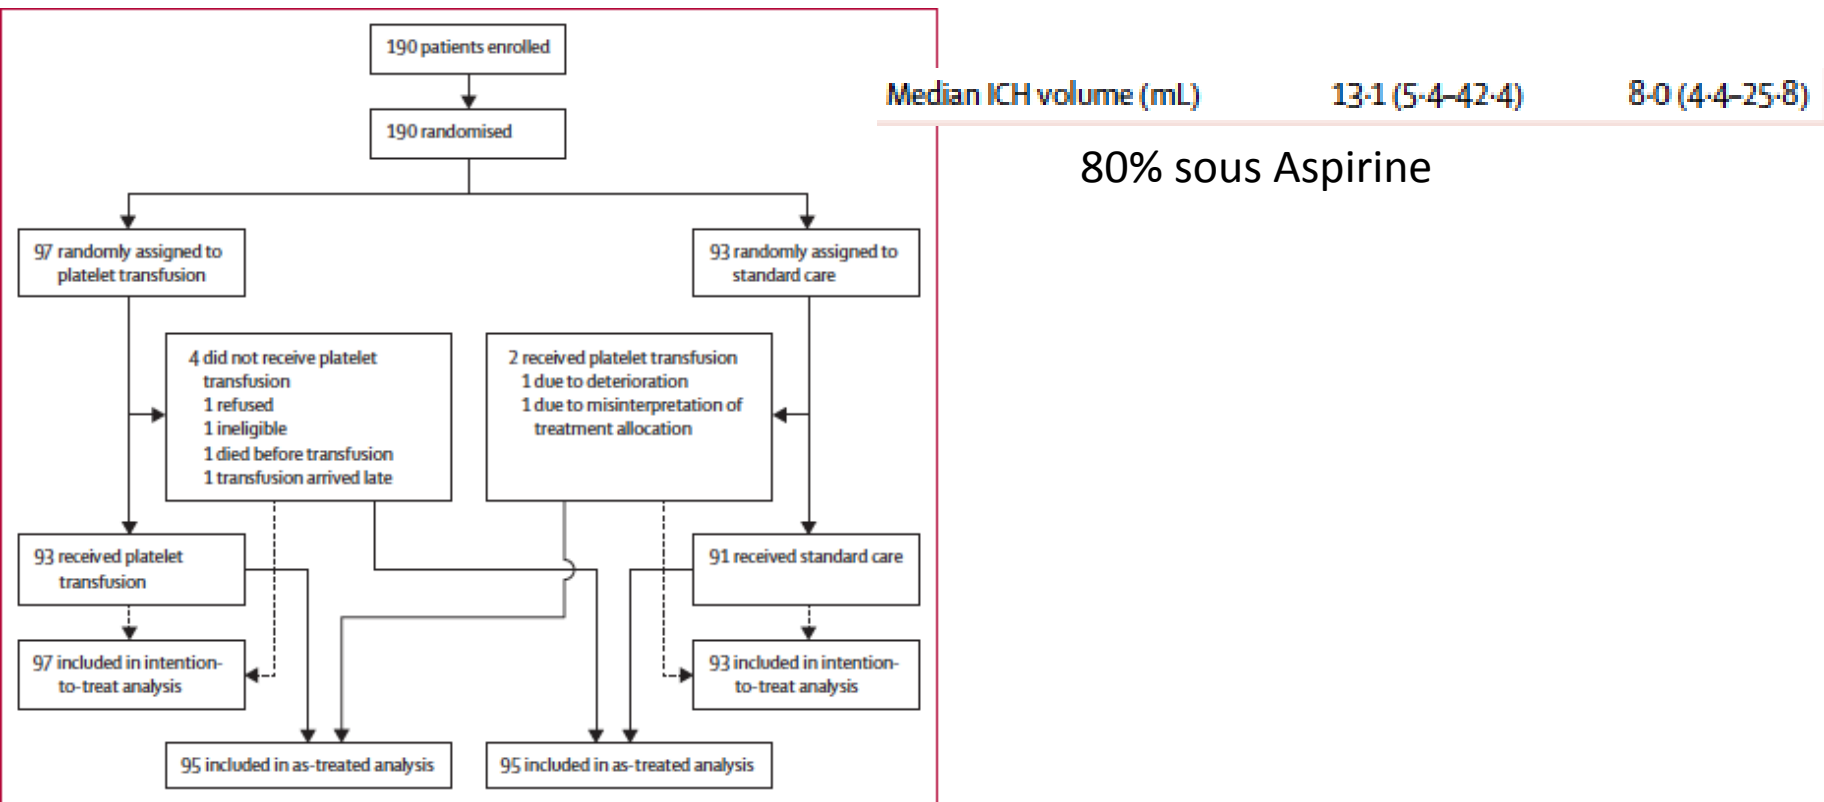 190 patients enrolled
190 randomised
Median ICH volume (mL) 13·1 (5·4–42·4) 8·0 (4·4–25·8)
80% sous Aspirine
97 randomly assigned to
platelet transfusion
93 randomly assigned to
standard care
4 did not receive platelet
transfusion
1 refused
1 ineligible
1 died before transfusion
1 transfusion arrived late
2 received platelet transfusion
1 due to deterioration
1 due to misinterpretation of
treatment allocation
93 received platelet
transfusion
91 received standard care
97 included in intention-
to-treat analysis
93 included in intention-
to-treat analysis
95 included in as-treated analysis
95 included in as-treated analysis